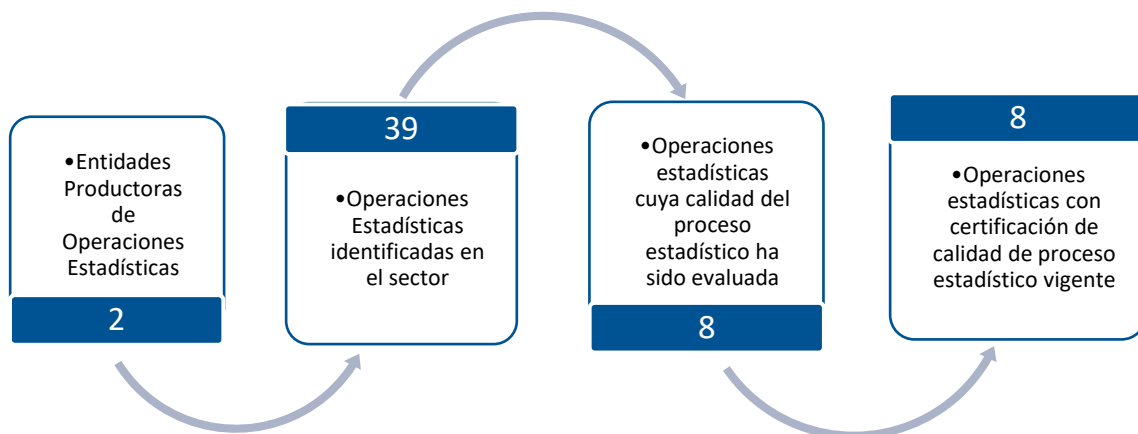 •Entidades
Productoras
de
Operaciones
Estadísticas
2
39
•Operaciones
Estadísticas
identificadas en
el sector
•Operaciones
estadísticas
cuya calidad del
proceso
estadístico ha
sido evaluada
8
8
•Operaciones
estadísticas con
certificación de
calidad de proceso
estadístico vigente